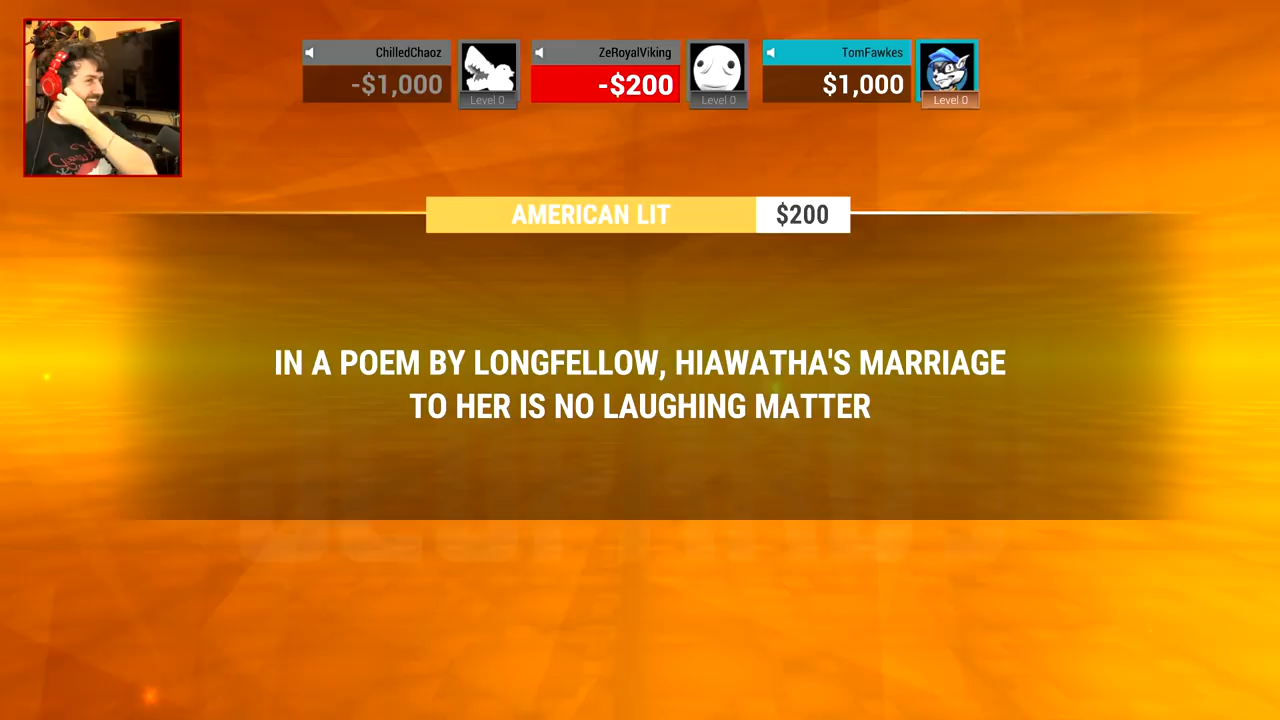 ChilledChaoz
-$1,000
Level 0
ZeRoyalViking
-$200
Level 0
TomFawkes
$1,000
Level 0
AMERICAN LIT
$200
IN A POEM BY LONGFELLOW, HIAWATHA'S MARRIAGE
TO HER IS NO LAUGHING MATTER